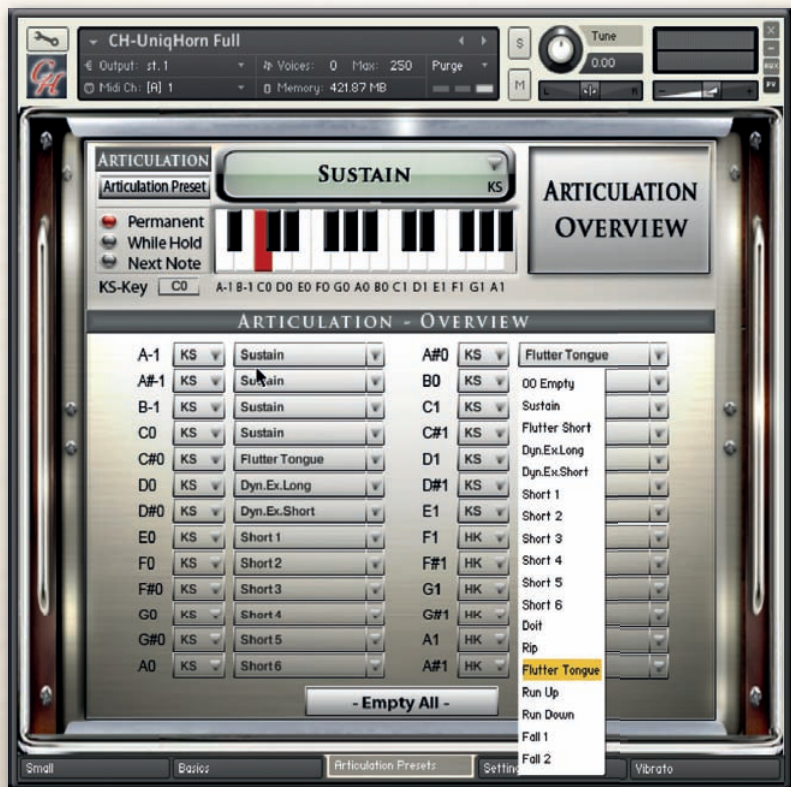 CH-UniqHorn Full
Output: st. 1 Voices: 0 Max: 250 Purge
Midi Ch: [A] 1 Memory: 421.87 MB
S
M
Tune
0.00
L R
- +
AUX
PV
GH
ARTICULATION
Articulation Preset
SUSTAIN
KS
ARTICULATION
OVERVIEW
Permanent
While Hold
Next Note
KS-Key C0
A-1 B-1 C0 D0 E0 F0 G0 A0 B0 C1 D1 E1 F1 G1 A1
ARTICULATION - OVERVIEW
A-1 KS Sustain
A#-1 KS Sustain
B-1 KS Sustain
C0 KS Sustain
C#0 KS Flutter Tongue
D0 KS Dyn.Ex.Long
D#0 KS Dyn.Ex.Short
E0 KS Short 1
F0 KS Short 2
F#0 KS Short 3
G0 KS Short 4
G#0 KS Short 5
A0 KS Short 6
A#0 KS Flutter Tongue
B0 KS
C1 KS
C#1 KS
D1 KS
D#1 KS
E1 KS
F1 HK
F#1 HK
G1 HK
G#1 HK
A1 HK
A#1 HK
00 Empty
Sustain
Flutter Short
Dyn.Ex.Long
Dyn.Ex.Short
Short 1
Short 2
Short 3
Short 4
Short 5
Short 6
Doit
Rip
Flutter Tongue
Run Up
Run Down
Fall 1
Fall 2
- Empty All -
Small Basics Articulation Presets Settin Vibrato